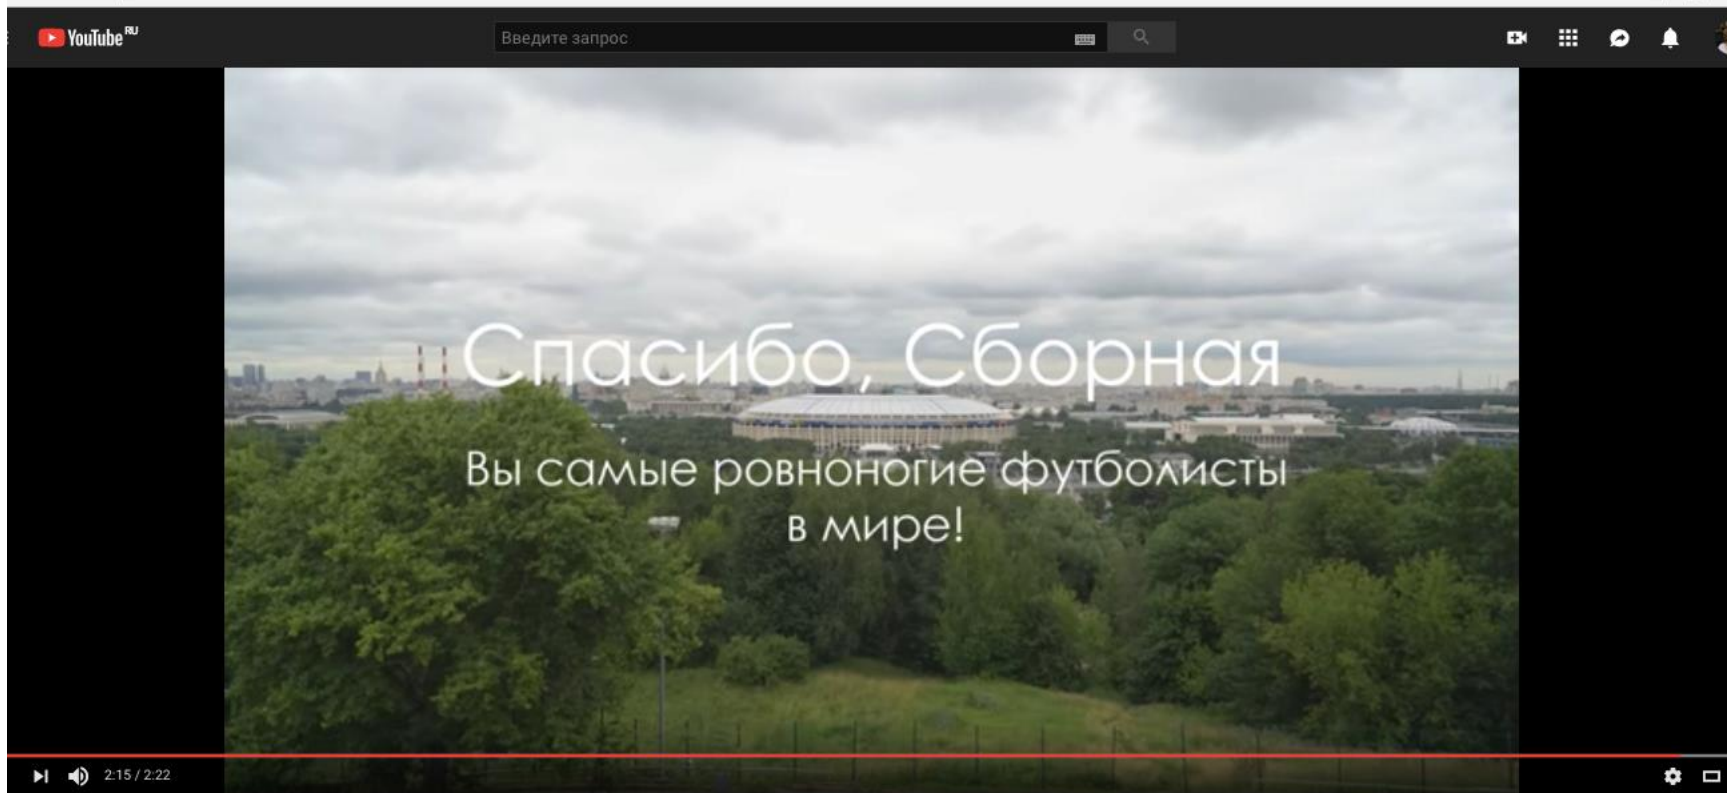 YouTube RU
Введите запрос
Спасибо, Сборная
Вы самые ровноногие футболисты
в мире!
2:15 / 2:22